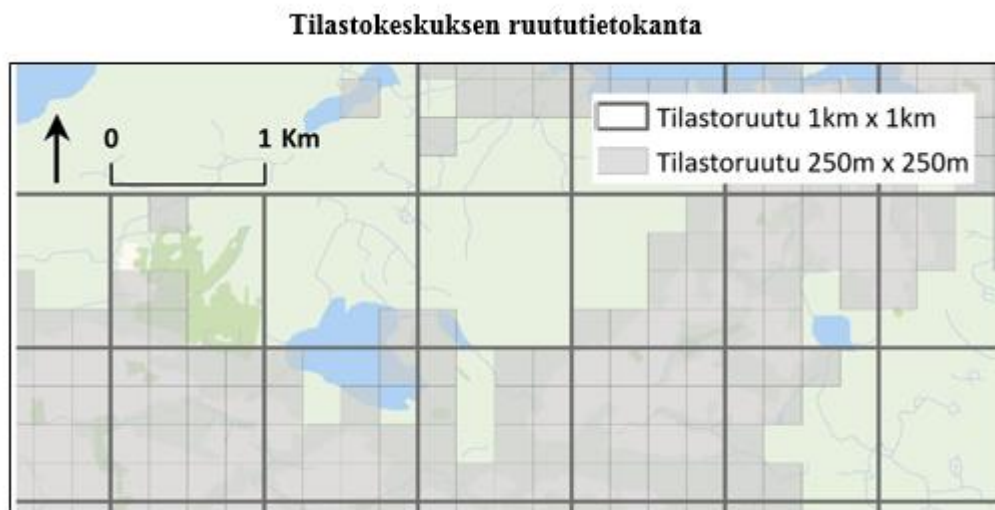 Tilastokeskuksen ruututietokanta
0 1 Km
Tilastoruutu 1km x 1km
Tilastoruutu 250m x 250m